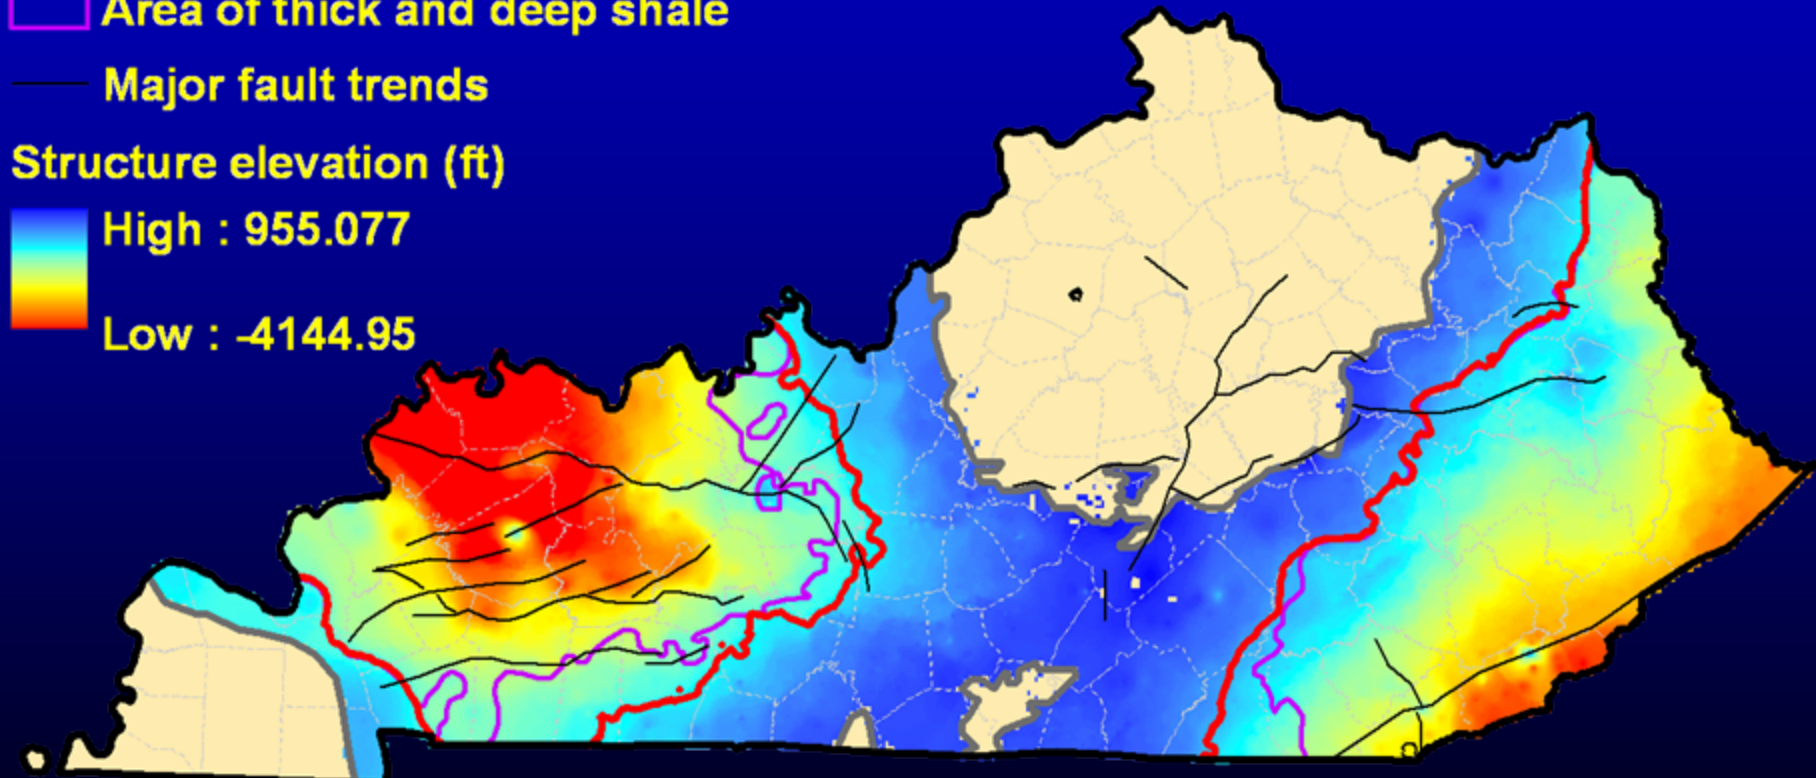 Area of thick and deep shale
Major fault trends
Structure elevation (ft)
High : 955.077
Low : -4144.95